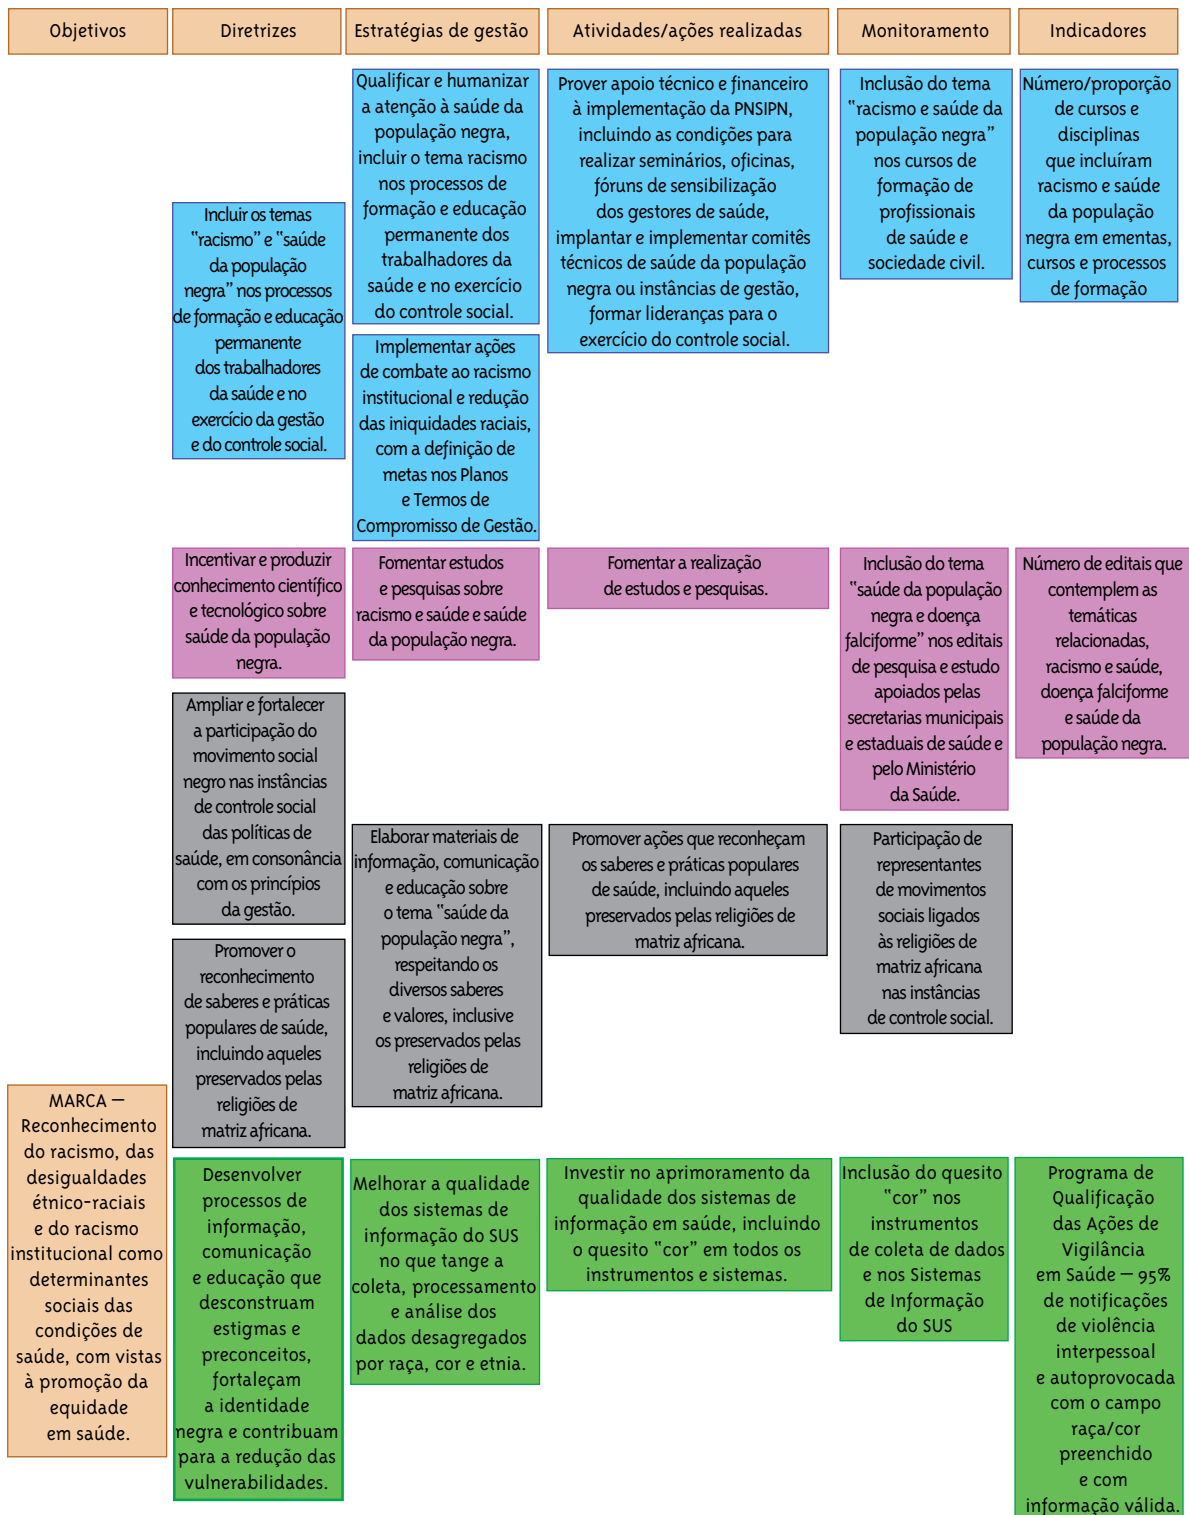 Objetivos
Diretrizes
Estratégias de gestão
Atividades/ações realizadas
Monitoramento
Indicadores
Incluir os temas
“racismo” e “saúde
da população
negra” nos processos
de formação e educação
permanente
dos trabalhadores
da saúde e no
exercício da gestão
e do controle social.
Qualificar e humanizar
a atenção à saúde da
população negra,
incluir o tema racismo
nos processos de
formação e educação
permanente dos
trabalhadores da
saúde e no exercício
do controle social.
Implementar ações
de combate ao racismo
institucional e redução
das iniquidades raciais,
com a definição de
metas nos Planos
e Termos de
Compromisso de Gestão.
Prover apoio técnico e financeiro
à implementação da PNSIPN,
incluindo as condições para
realizar seminários, oficinas,
fóruns de sensibilização
dos gestores de saúde,
implantar e implementar comitês
técnicos de saúde da população
negra ou instâncias de gestão,
formar lideranças para o
exercício do controle social.
Inclusão do tema
“racismo e saúde da
população negra”
nos cursos de
formação de
profissionais
de saúde e
sociedade civil.
Número/proporção
de cursos e
disciplinas
que incluíram
racismo e saúde
da população
negra em ementas,
cursos e processos
de formação
Incentivar e produzir
conhecimento científico
e tecnológico sobre
saúde da população
negra.
Fomentar estudos
e pesquisas sobre
racismo e saúde e saúde
da população negra.
Fomentar a realização
de estudos e pesquisas.
Inclusão do tema
“saúde da população
negra e doença
falciforme” nos editais
de pesquisa e estudo
apoiados pelas
secretarias municipais
e estaduais de saúde e
pelo Ministério
da Saúde.
Número de editais que
contemplem as
temáticas
relacionadas,
racismo e saúde,
doença falciforme
e saúde da
população negra.
Ampliar e fortalecer
a participação do
movimento social
negro nas instâncias
de controle social
das políticas de
saúde, em consonância
com os princípios
da gestão.
Promover o
reconhecimento
de saberes e práticas
populares de saúde,
incluindo aqueles
preservados pelas
religiões de
matriz africana.
Elaborar materiais de
informação, comunicação
e educação sobre
o tema “saúde da
população negra”,
respeitando os
diversos saberes
e valores, inclusive
os preservados pelas
religiões de
matriz africana.
Promover ações que reconheçam
os saberes e práticas populares
de saúde, incluindo aqueles
preservados pelas religiões de
matriz africana.
Participação de
representantes
de movimentos
sociais ligados
às religiões de
matriz africana
nas instâncias
de controle social.
MARCA —
Reconhecimento
do racismo, das
desigualdades
étnico-raciais
e do racismo
institucional como
determinantes
sociais das
condições de
saúde, com vistas
à promoção da
equidade
em saúde.
Desenvolver
processos de
informação,
comunicação
e educação que
desconstruam
estigmas e
preconceitos,
fortaleçam
a identidade
negra e contribuam
para a redução das
vulnerabilidades.
Melhorar a qualidade
dos sistemas de
informação do SUS
no que tange a
coleta, processamento
e análise dos
dados desagregados
por raça, cor e etnia.
Investir no aprimoramento da
qualidade dos sistemas de
informação em saúde, incluindo
o quesito “cor” em todos os
instrumentos e sistemas.
Inclusão do quesito
“cor” nos
instrumentos
de coleta de dados
e nos Sistemas
de Informação
do SUS
Programa de
Qualificação
das Ações de
Vigilância
em Saúde — 95%
de notificações
de violência
interpessoal
e autoprovocada
com o campo
raça/cor
preenchido
e com
informação válida.